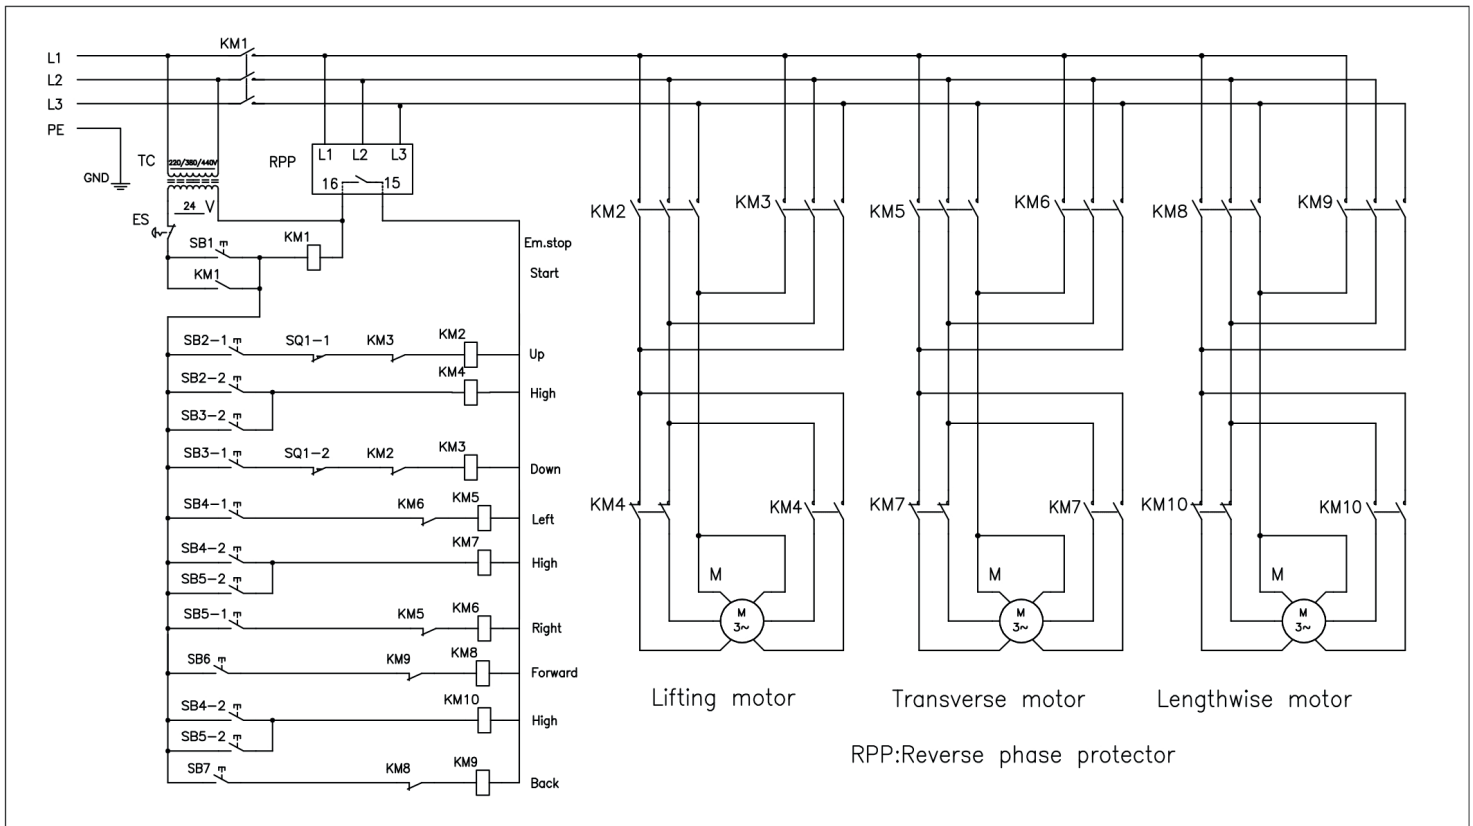 KM1
L1
L2
L3
PE
GND
TC
220/380/440V
24 V
ES
RPP
L1 L2 L3
16 15
SB1
KM1
KM1
Em.stop
Start
SB2-1 SQ1-1 KM3 KM2 Up
SB2-2 KM4 High
SB3-2
SB3-1 SQ1-2 KM2 KM3 Down
SB4-1 KM6 KM5 Left
SB4-2 KM7 High
SB5-2
SB5-1 KM5 KM6 Right
SB6 KM9 KM8 Forward
SB4-2 KM10 High
SB5-2
SB7 KM8 KM9 Back
KM2 KM3 KM5 KM6 KM8 KM9
KM4 KM4 KM7 KM7 KM10 KM10
M M M
M M M
3~ 3~ 3~
Lifting motor Transverse motor Lengthwise motor
RPP:Reverse phase protector